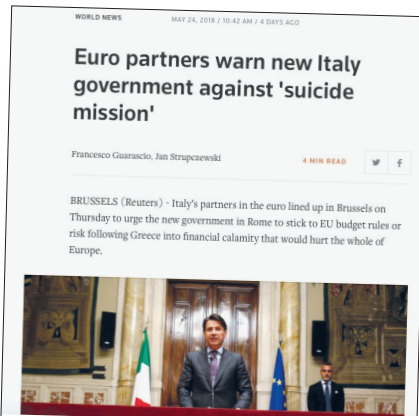 WORLD NEWS
MAY 24, 2018 / 10:42 AM / 4 DAYS AGO
Euro partners warn new Italy
government against 'suicide
mission'
Francesco Guarascio, Jan Strupczewski
4 MIN READ
BRUSSELS (Reuters) - Italy's partners in the euro lined up in Brussels on
Thursday to urge the new government in Rome to stick to EU budget rules or
risk following Greece into financial calamity that would hurt the whole of
Europe.